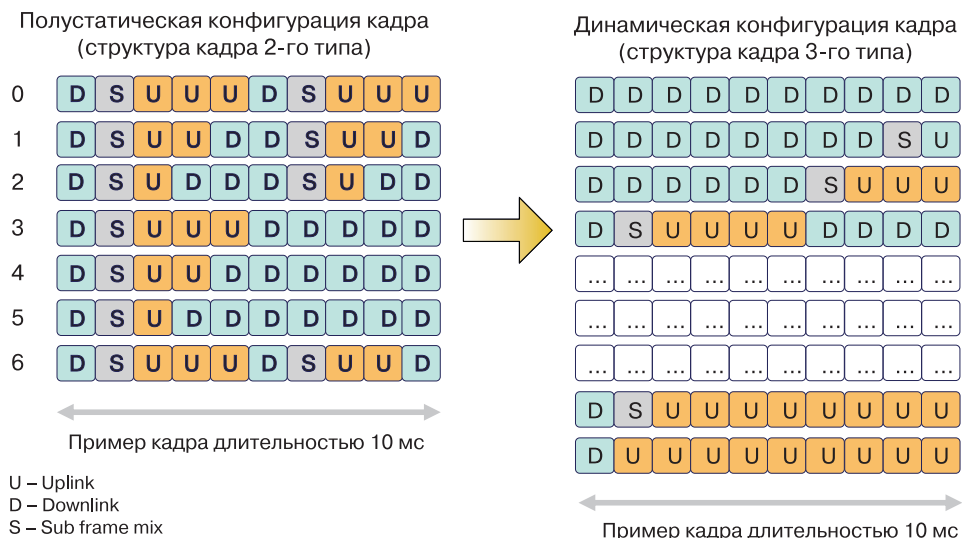 Полустатическая конфигурация кадра
(структура кадра 2-го типа)
0 D S U U U D S U U U
1 D S U U D D S U U D
2 D S U D D D S U D D
3 D S U U U D D D D D
4 D S U U D D D D D D
5 D S U D D D D D D D
6 D S U U U D S U U D
Пример кадра длительностью 10 мс
U – Uplink
D – Downlink
S – Sub frame mix
Динамическая конфигурация кадра
(структура кадра 3-го типа)
D D D D D D D D D D
D D D D D D D D S U
D D D D D D S U U U
D S U U U U D D D D
... ... ... ... ... ... ... ... ... ...
... ... ... ... ... ... ... ... ... ...
... ... ... ... ... ... ... ... ... ...
D S U U U U U U U U
D U U U U U U U U U
Пример кадра длительностью 10 мс